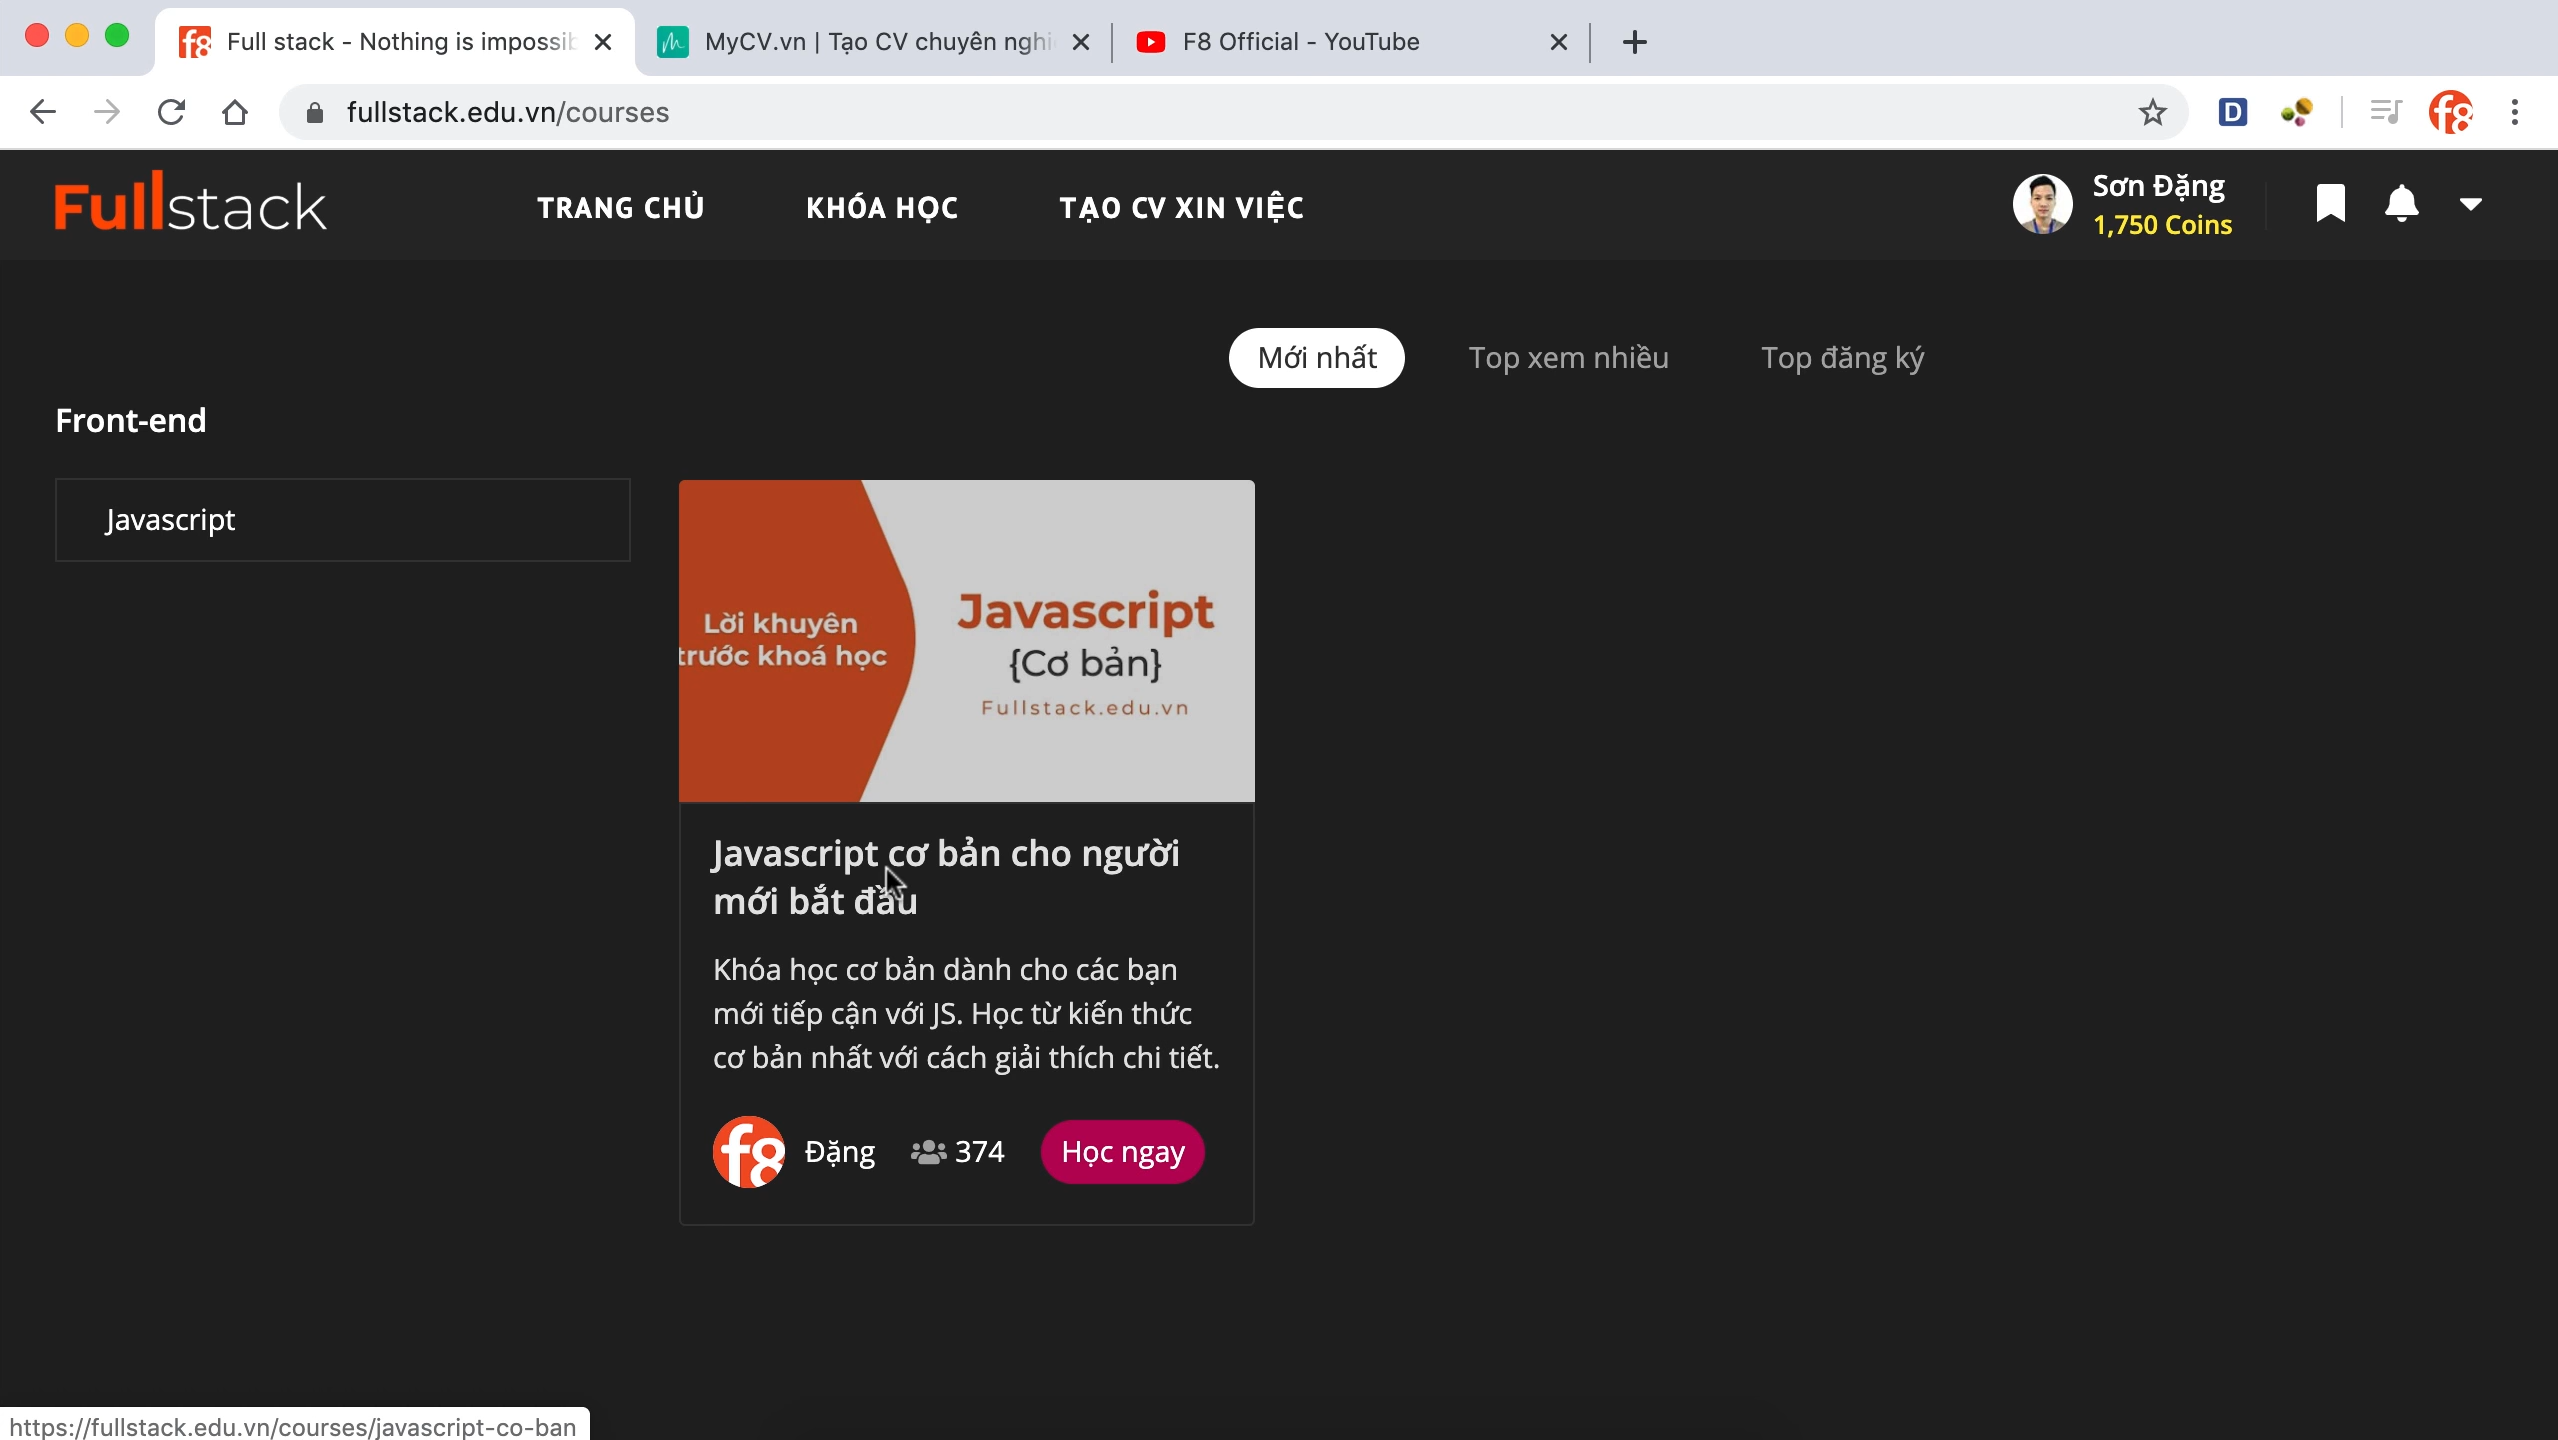 Full stack - Nothing is impossib
MyCV.vn | Tạo CV chuyên nghi
F8 Official - YouTube
fullstack.edu.vn/courses
D
f8
Fullstack
TRANG CHỦ
KHÓA HỌC
TẠO CV XIN VIỆC
Sơn Đặng
1,750 Coins
Mới nhất
Top xem nhiều
Top đăng ký
Front-end
Javascript
Lời khuyên
trước khoá học
Javascript
{Cơ bản}
Fullstack.edu.vn
Javascript cơ bản cho người
mới bắt đầu
Khóa học cơ bản dành cho các bạn
mới tiếp cận với JS. Học từ kiến thức
cơ bản nhất với cách giải thích chi tiết.
f8
Đặng
374
Học ngay
https://fullstack.edu.vn/courses/javascript-co-ban